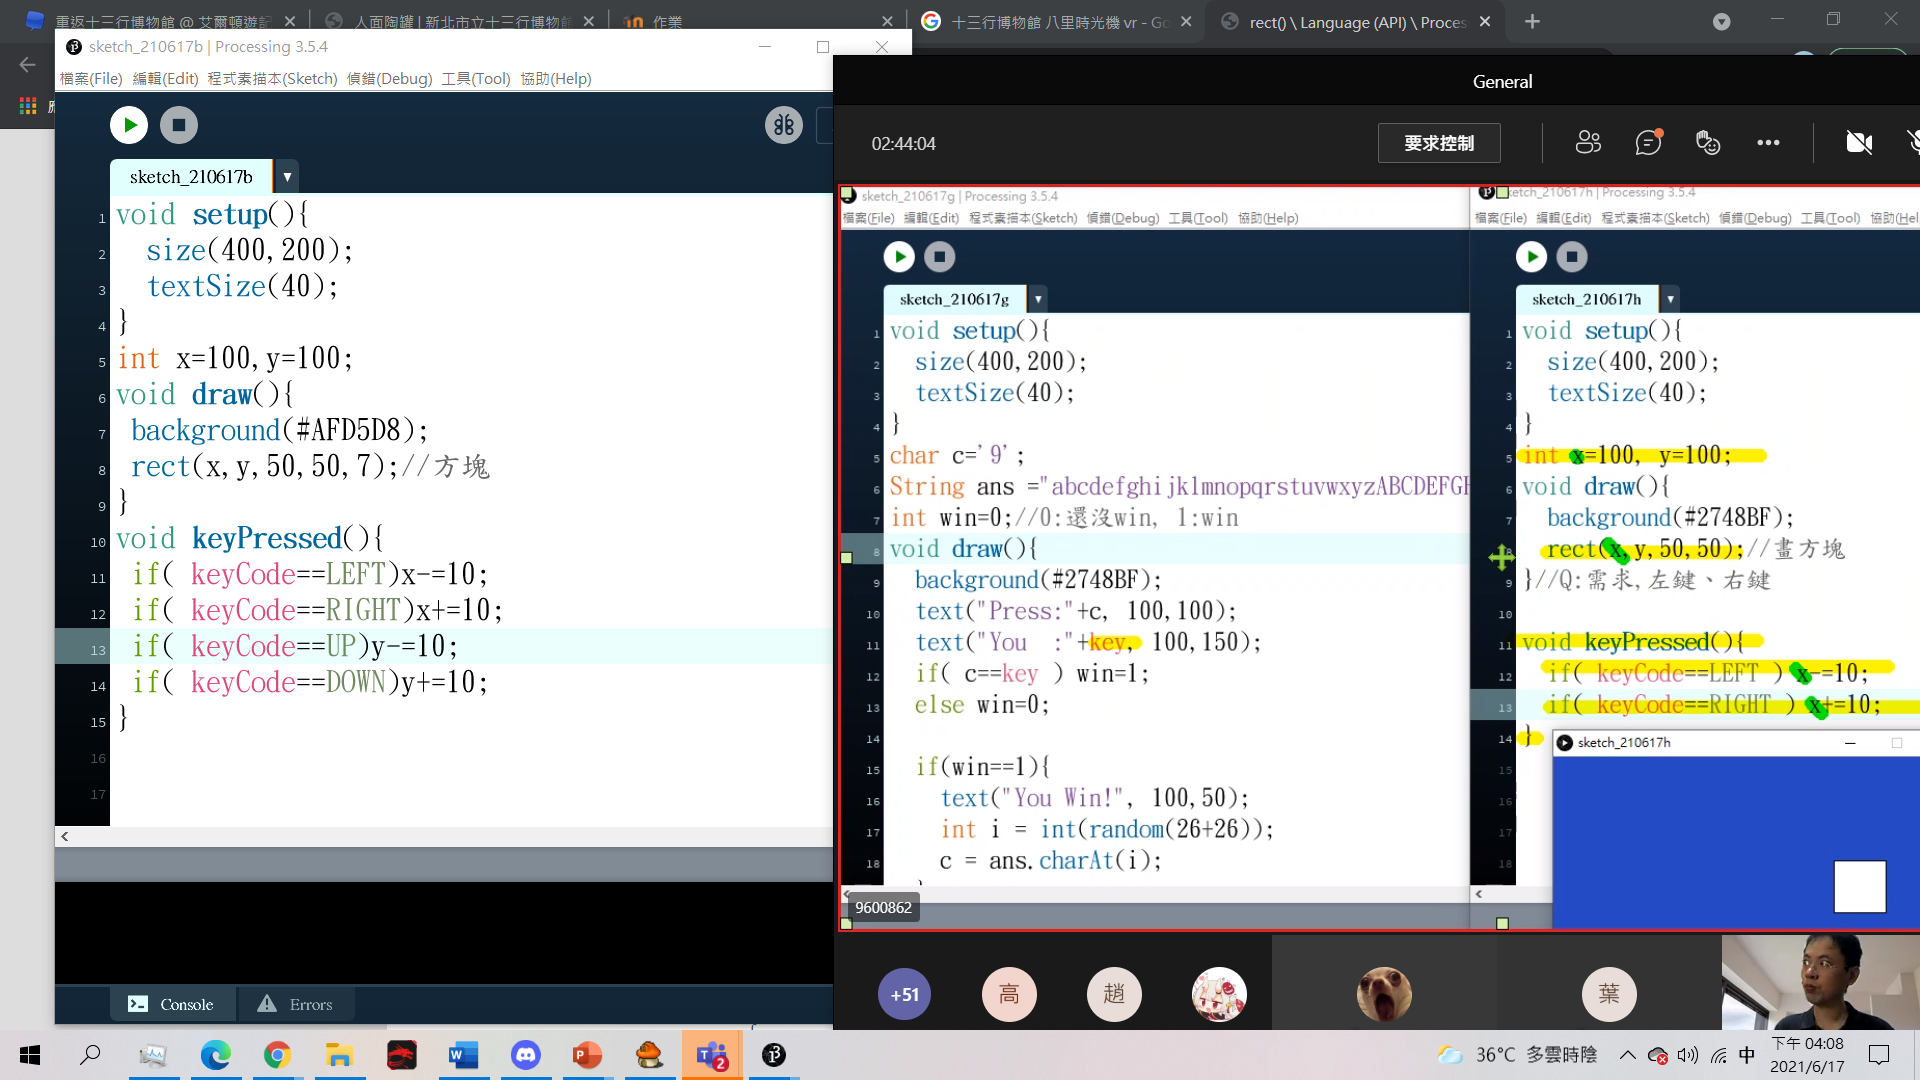 重返十三行博物館 @ 艾爾頓遊記
人面陶罐 | 新北市立十三行博物館
作業
十三行博物館 八里時光機 vr - Go
rect() \ Language (API) \ Proces
sketch_210617b | Processing 3.5.4
檔案(File) 編輯(Edit) 程式素描本(Sketch) 偵錯(Debug) 工具(Tool) 協助(Help)
sketch_210617b
1 void setup(){
2 size(400,200);
3 textSize(40);
4 }
5 int x=100,y=100;
6 void draw(){
7 background(#AFD5D8);
8 rect(x,y,50,50,7);//方塊
9 }
10 void keyPressed(){
11 if( keyCode==LEFT)x-=10;
12 if( keyCode==RIGHT)x+=10;
13 if( keyCode==UP)y-=10;
14 if( keyCode==DOWN)y+=10;
15 }
16
17
Console
Errors
General
02:44:04
要求控制
sketch_210617g | Processing 3.5.4
檔案(File) 編輯(Edit) 程式素描本(Sketch) 偵錯(Debug) 工具(Tool) 協助(Help)
sketch_210617g
1 void setup(){
2 size(400,200);
3 textSize(40);
4 }
5 char c='9';
6 String ans ="abcdefghijklmnopqrstuvwxyzABCDEFGH
7 int win=0;//0:還沒win, 1:win
8 void draw(){
9 background(#2748BF);
10 text("Press:"+c, 100,100);
11 text("You :"+key, 100,150);
12 if( c==key ) win=1;
13 else win=0;
14
15 if(win==1){
16 text("You Win!", 100,50);
17 int i = int(random(26+26));
18 c = ans.charAt(i);
9600862
sketch_210617h | Processing 3.5.4
檔案(File) 編輯(Edit) 程式素描本(Sketch) 偵錯(Debug) 工具(Tool) 協助(Hel
sketch_210617h
1 void setup(){
2 size(400,200);
3 textSize(40);
4 }
5 int x=100, y=100;
6 void draw(){
7 background(#2748BF);
8 rect(x,y,50,50);//畫方塊
9 }//Q:需求,左鍵、右鍵
10
11 void keyPressed(){
12 if( keyCode==LEFT ) x-=10;
13 if( keyCode==RIGHT ) x+=10;
14 }
15
16
17
18
sketch_210617h
+51
高
趙
葉
2
36°C 多雲時陰
中
下午 04:08
2021/6/17